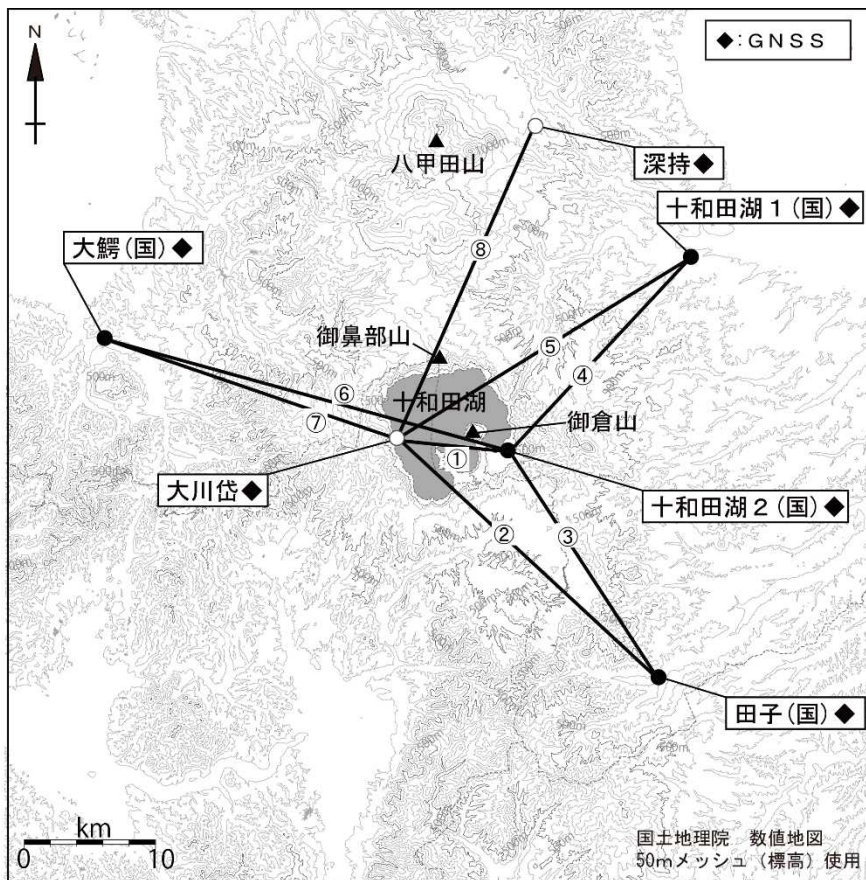 N
◆:GNSS
八甲田山
深持◆
十和田湖1(国)◆
大鰐(国)◆
⑧
御鼻部山
⑤
④
⑥
十和田湖
御倉山
⑦
①
大川岱◆
十和田湖2(国)◆
②
③
田子(国)◆
km
0 10
国土地理院 数値地図
50mメッシュ(標高)使用
500m
1000m